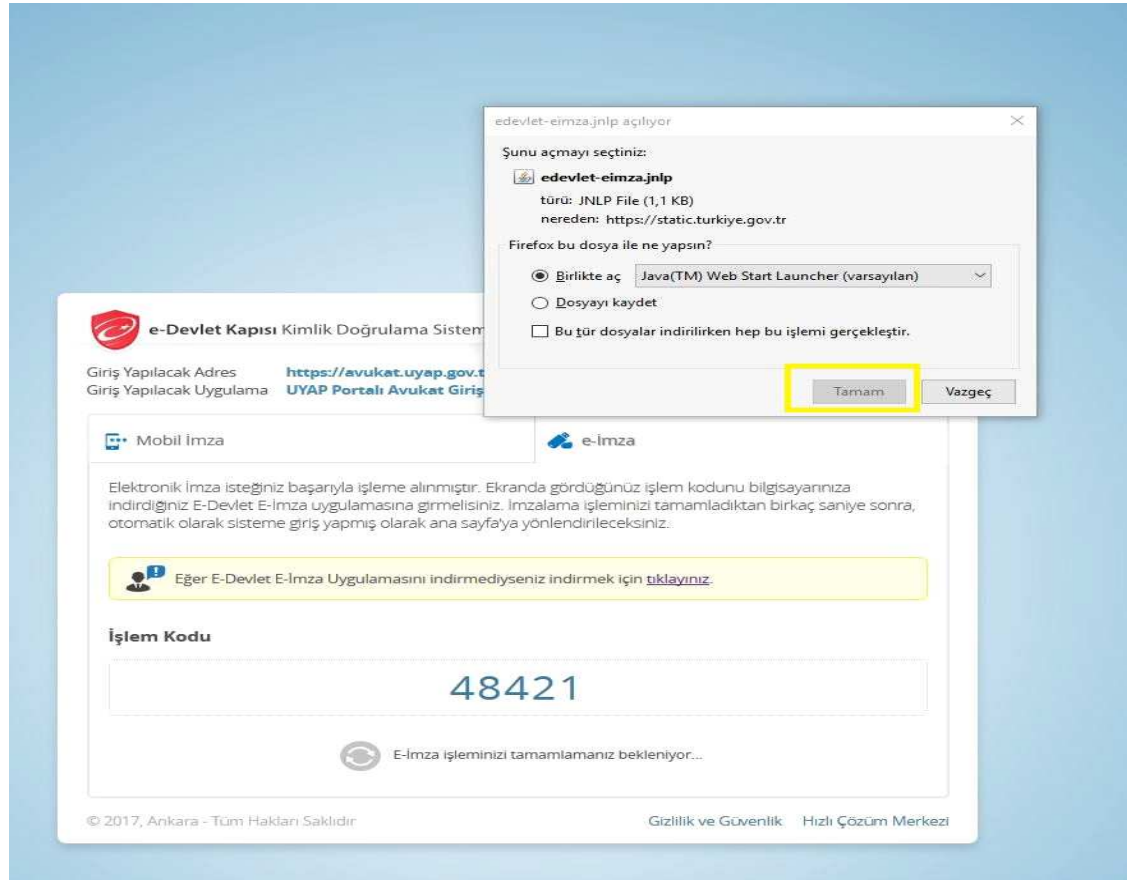 edevlet-eimza.jnlp açılıyor
Şunu açmayı seçtiniz:
edevlet-eimza.jnlp
türü: JNLP File (1,1 KB)
nereden: https://static.turkiye.gov.tr
Firefox bu dosya ile ne yapsın?
Birlikte aç Java(TM) Web Start Launcher (varsayılan)
Dosyayı kaydet
Bu tür dosyalar indirilirken hep bu işlemi gerçekleştir.
Tamam Vazgeç
e-Devlet Kapısı Kimlik Doğrulama Sistem
Giriş Yapılacak Adres https://avukat.uyap.gov.t
Giriş Yapılacak Uygulama UYAP Portalı Avukat Giriş
Mobil İmza e-İmza
Elektronik İmza isteğiniz başarıyla işleme alınmıştır. Ekranda gördüğünüz işlem kodunu bilgisayarınıza
indirdiğiniz E-Devlet E-İmza uygulamasına girmelisiniz. İmzalama işleminizi tamamladıktan birkaç saniye sonra,
otomatik olarak sisteme giriş yapmış olarak ana sayfa'ya yönlendirileceksiniz.
Eğer E-Devlet E-İmza Uygulamasını indirmediyseniz indirmek için tıklayınız.
İşlem Kodu
48421
E-İmza işleminizi tamamlamanız bekleniyor...
© 2017, Ankara - Tüm Hakları Saklıdır Gizlilik ve Güvenlik Hızlı Çözüm Merkezi